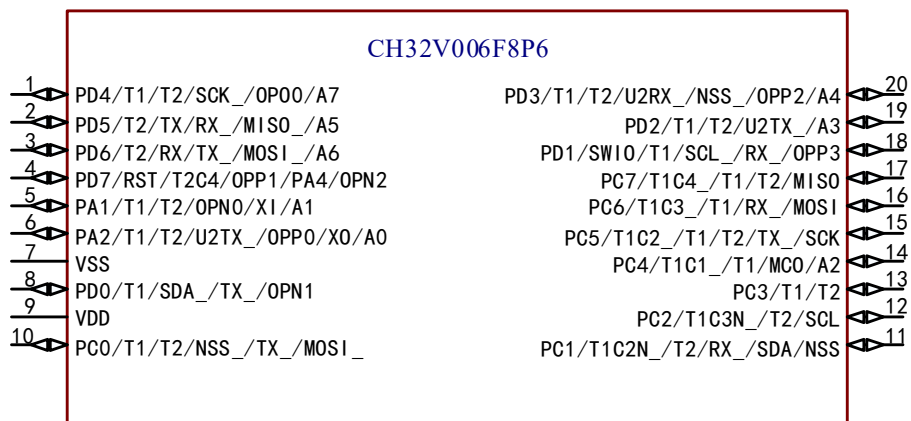 CH32V006F8P6
1 PD4/T1/T2/SCK_/OPO0/A7
2 PD5/T2/TX/RX_/MISO_/A5
3 PD6/T2/RX/TX_/MOSI_/A6
4 PD7/RST/T2C4/OPP1/PA4/OPN2
5 PA1/T1/T2/OPN0/XI/A1
6 PA2/T1/T2/U2TX_/OPP0/XO/A0
7 VSS
8 PD0/T1/SDA_/TX_/OPN1
9 VDD
10 PC0/T1/T2/NSS_/TX_/MOSI_
PD3/T1/T2/U2RX_/NSS_/OPP2/A4 20
PD2/T1/T2/U2TX_/A3 19
PD1/SWIO/T1/SCL_/RX_/OPP3 18
PC7/T1C4_/T1/T2/MISO 17
PC6/T1C3_/T1/RX_/MOSI 16
PC5/T1C2_/T1/T2/TX_/SCK 15
PC4/T1C1_/T1/MCO/A2 14
PC3/T1/T2 13
PC2/T1C3N_/T2/SCL 12
PC1/T1C2N_/T2/RX_/SDA/NSS 11